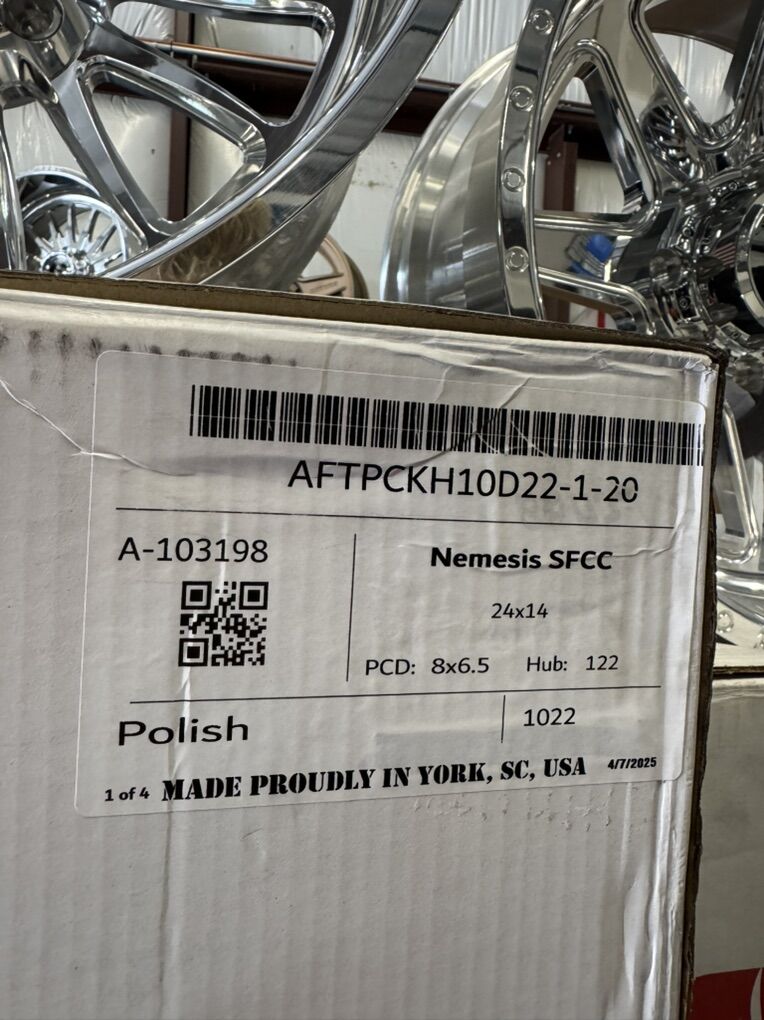 AFTPCKH10D22-1-20
A-103198
Nemesis SFCC
24x14
PCD: 8x6.5 Hub: 122
Polish
1022
1 of 4 MADE PROUDLY IN YORK, SC, USA 4/7/2025